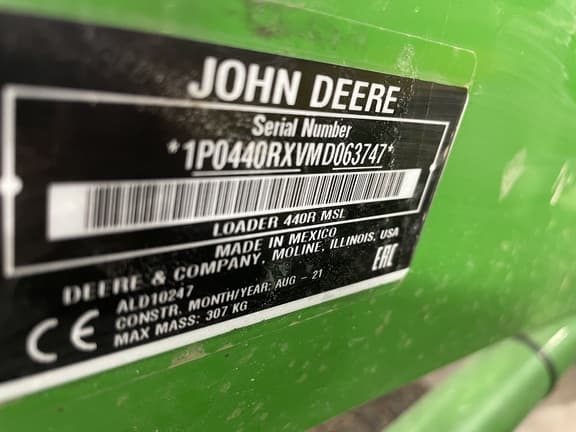 JOHN DEERE
Serial Number
*1P0440RXVMD063747*
LOADER 440R MSL
MADE IN MEXICO
DEERE & COMPANY, MOLINE, ILLINOIS, USA
ALD10247
CONSTR. MONTH/YEAR: AUG - 21
MAX MASS: 307 KG
CE
EAC